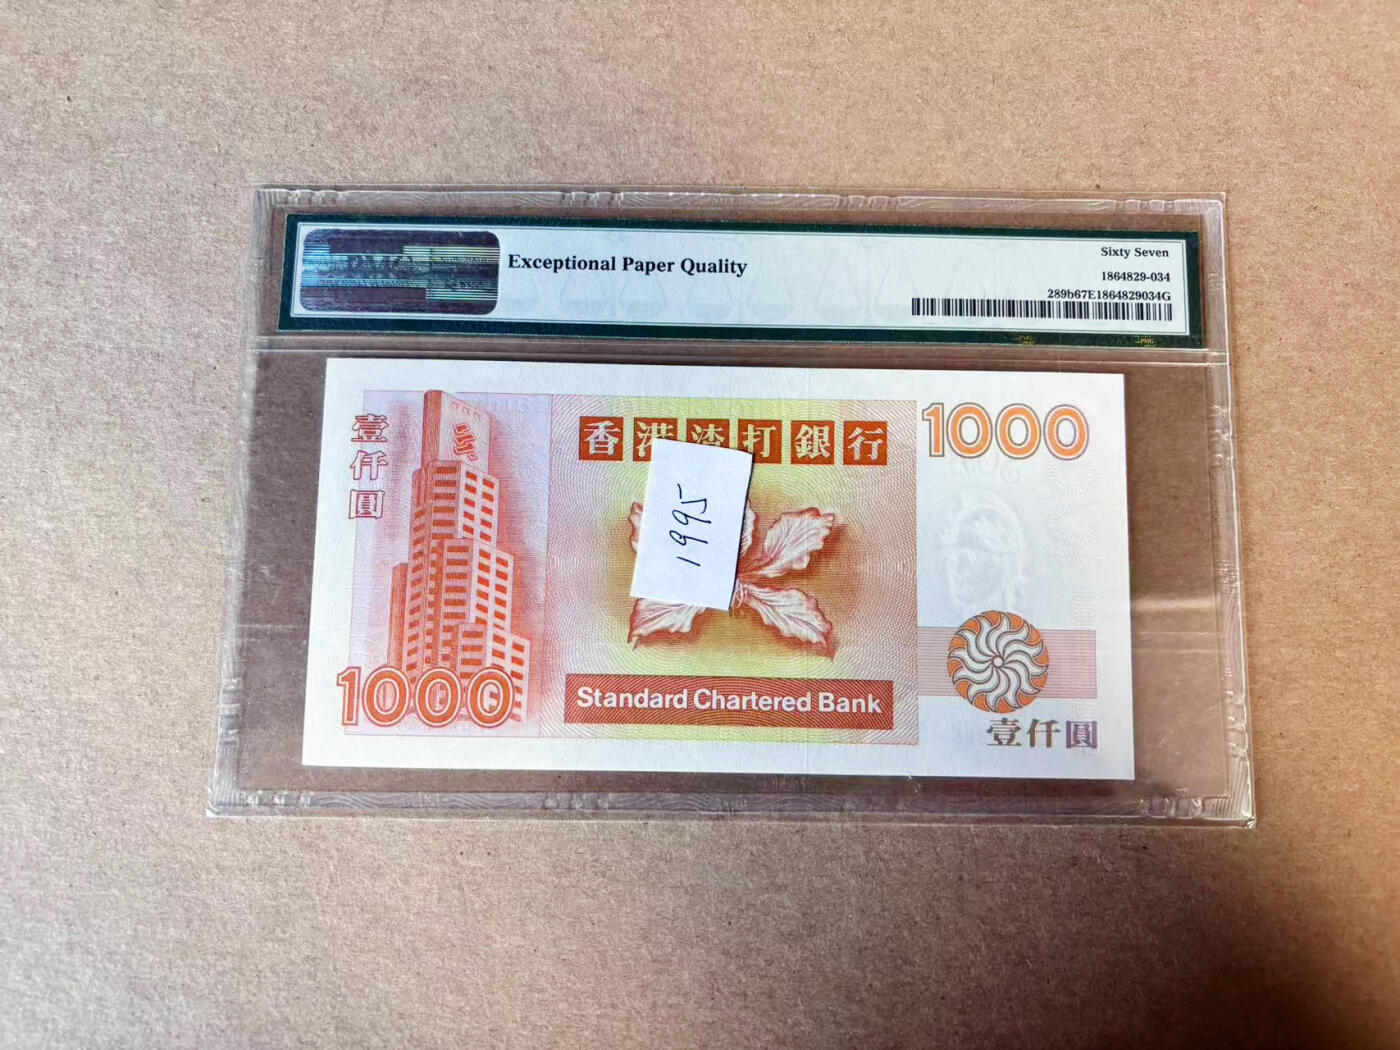 PMG
Exceptional Paper Quality
Sixty Seven
1864829-034
289b67E1864829034G
壹仟圓
香港渣打銀行
1000
1995
1000
Standard Chartered Bank
壹仟圓